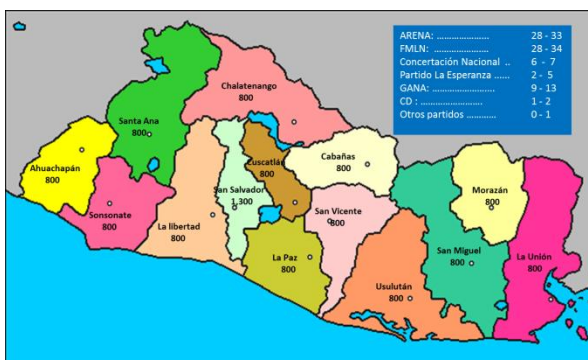 ARENA: ..................... 28 - 33
FMLN: ...................... 28 - 34
Concertación Nacional .. 6 - 7
Partido La Esperanza ...... 2 - 5
GANA: ......................... 9 - 13
CD : ......................... 1 - 2
Otros partidos ............ 0 - 1
Chalatenango
800
Santa Ana
800
Ahuachapán
800
Sonsonate
800
La libertad
800
San Salvador
1,300
Cuscatlán
800
Cabañas
800
San Vicente
800
La Paz
800
Usulután
800
San Miguel
800
Morazán
800
La Unión
800